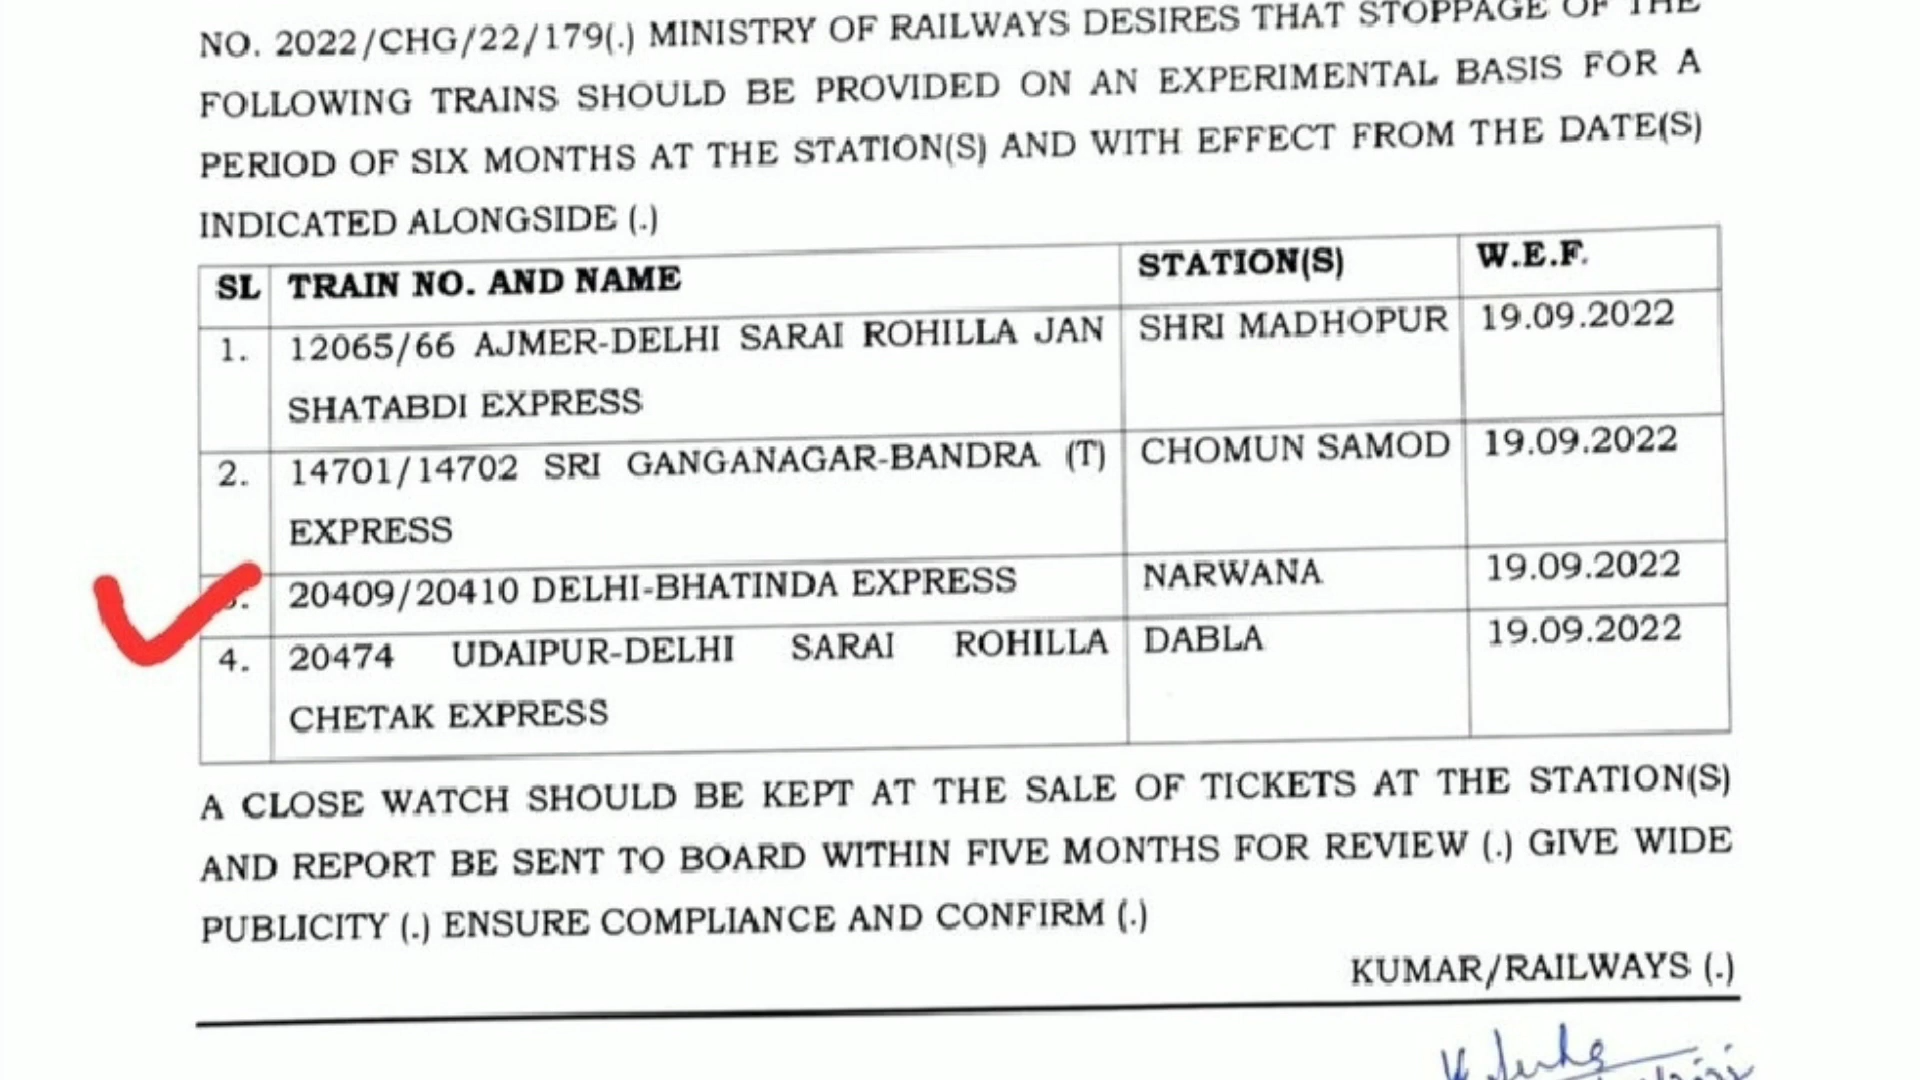 NO. 2022/CHG/22/179(.) MINISTRY OF RAILWAYS DESIRES THAT STOPPAGE OF THE
FOLLOWING TRAINS SHOULD BE PROVIDED ON AN EXPERIMENTAL BASIS FOR A
PERIOD OF SIX MONTHS AT THE STATION(S) AND WITH EFFECT FROM THE DATE(S)
INDICATED ALONGSIDE (.)
SL TRAIN NO. AND NAME STATION(S) W.E.F.
1. 12065/66 AJMER-DELHI SARAI ROHILLA JAN SHRI MADHOPUR 19.09.2022
SHATABDI EXPRESS
2. 14701/14702 SRI GANGANAGAR-BANDRA (T) CHOMUN SAMOD 19.09.2022
EXPRESS
20409/20410 DELHI-BHATINDA EXPRESS NARWANA 19.09.2022
4. 20474 UDAIPUR-DELHI SARAI ROHILLA DABLA 19.09.2022
CHETAK EXPRESS
A CLOSE WATCH SHOULD BE KEPT AT THE SALE OF TICKETS AT THE STATION(S)
AND REPORT BE SENT TO BOARD WITHIN FIVE MONTHS FOR REVIEW (.) GIVE WIDE
PUBLICITY (.) ENSURE COMPLIANCE AND CONFIRM (.)
KUMAR/RAILWAYS (.)